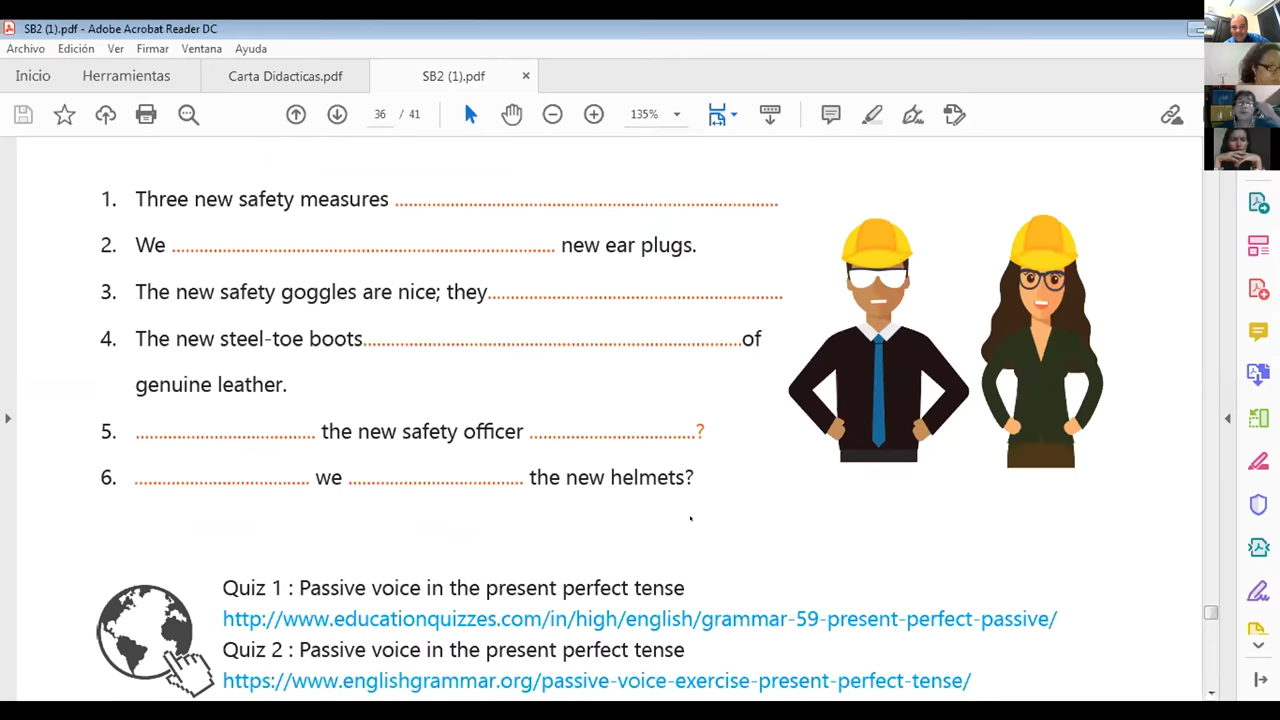 SB2 (1).pdf - Adobe Acrobat Reader DC
Archivo Edición Ver Firmar Ventana Ayuda
Inicio Herramientas Carta Didacticas.pdf SB2 (1).pdf ×
36 / 41 135%
1. Three new safety measures ....................................................................................
2. We .................................................................................... new ear plugs.
3. The new safety goggles are nice; they.................................................................
4. The new steel-toe boots....................................................................................of
genuine leather.
5. ....................................... the new safety officer ....................................?
6. ...................................... we ...................................... the new helmets?
Quiz 1 : Passive voice in the present perfect tense
http://www.educationquizzes.com/in/high/english/grammar-59-present-perfect-passive/
Quiz 2 : Passive voice in the present perfect tense
https://www.englishgrammar.org/passive-voice-exercise-present-perfect-tense/